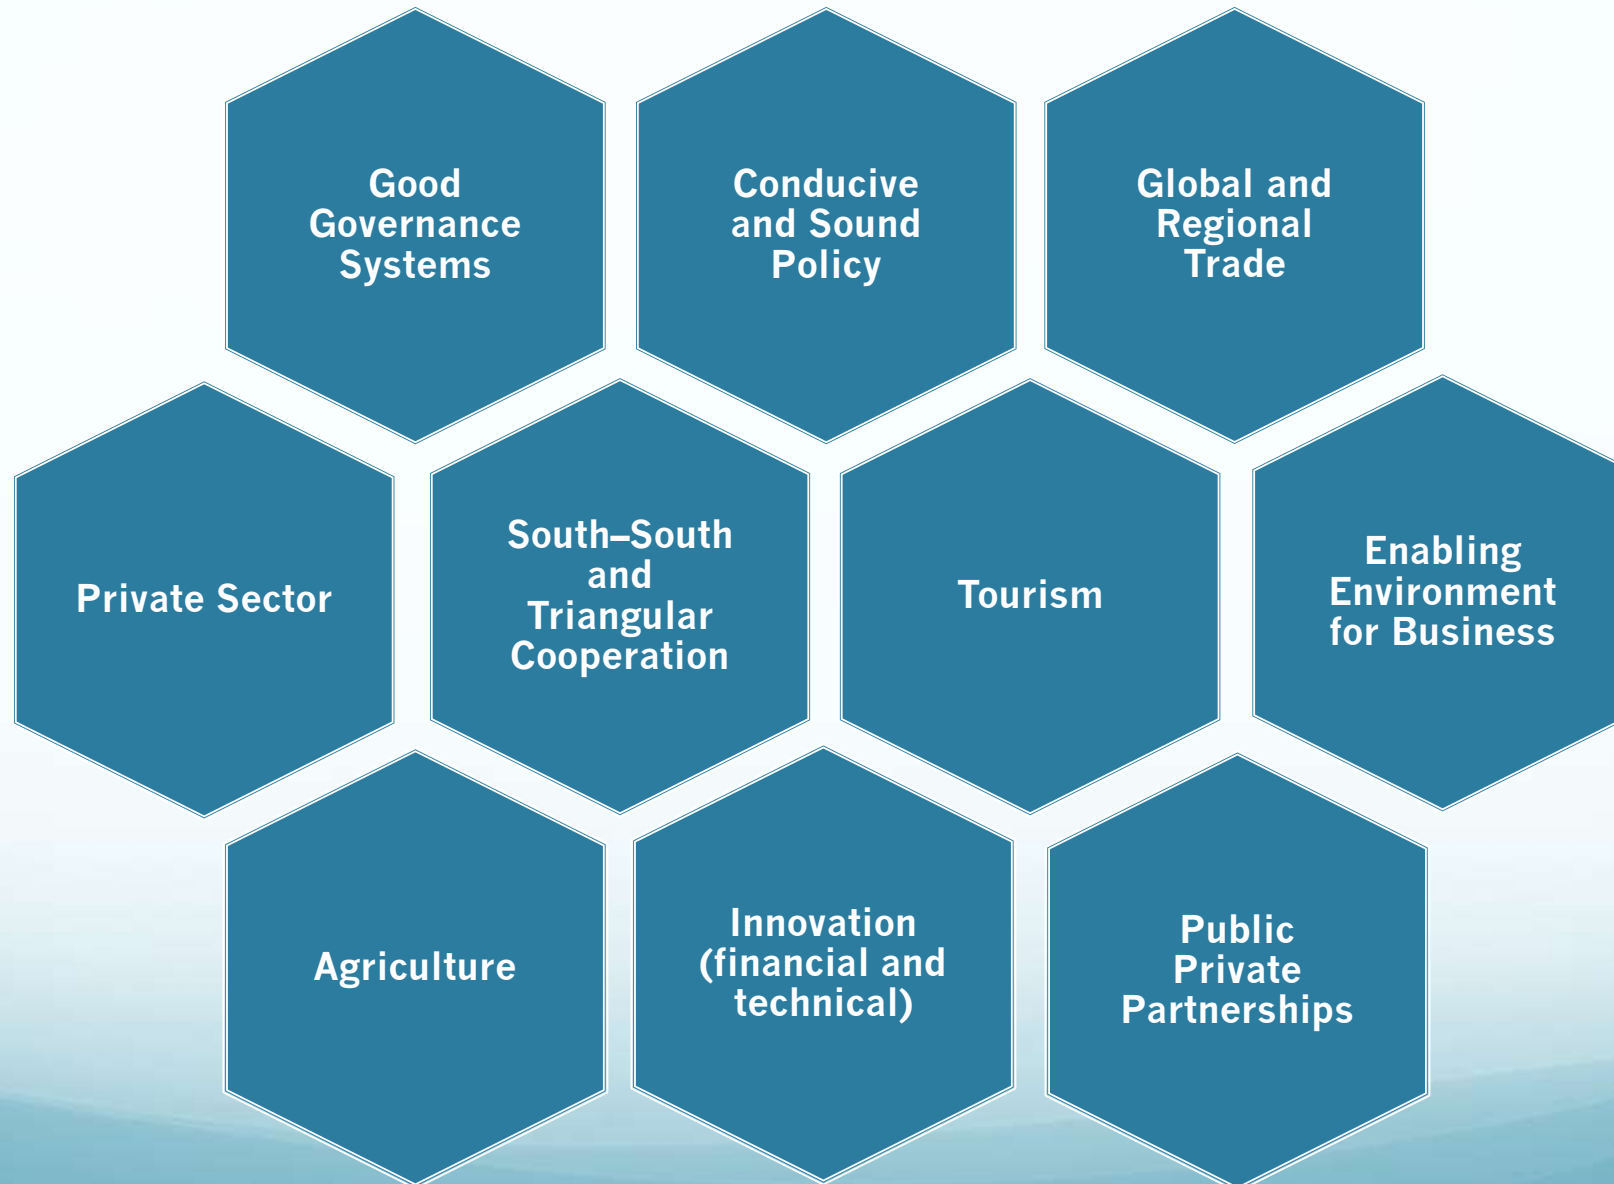 Good
Governance
Systems
Conducive
and Sound
Policy
Global and
Regional
Trade
Private Sector
South–South
and
Triangular
Cooperation
Tourism
Enabling
Environment
for Business
Agriculture
Innovation
(financial and
technical)
Public
Private
Partnerships